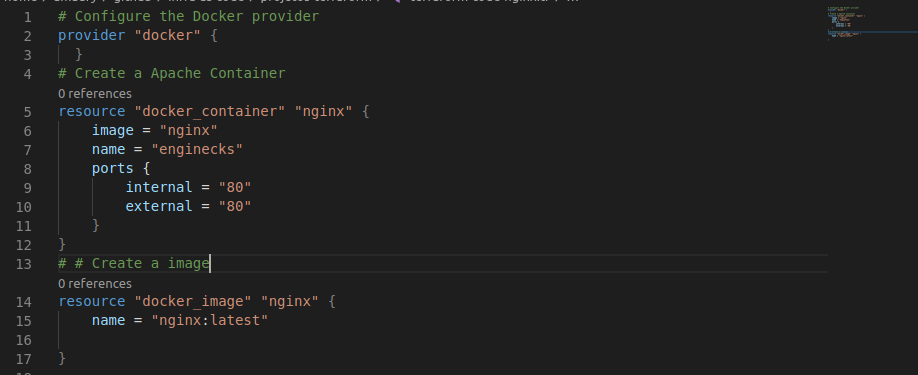 1 # Configure the Docker provider
2 provider "docker" {
3 }
4 # Create a Apache Container
0 references
5 resource "docker_container" "nginx" {
6 image = "nginx"
7 name = "enginecks"
8 ports {
9 internal = "80"
10 external = "80"
11 }
12 }
13 # # Create a image
0 references
14 resource "docker_image" "nginx" {
15 name = "nginx:latest"
16
17 }